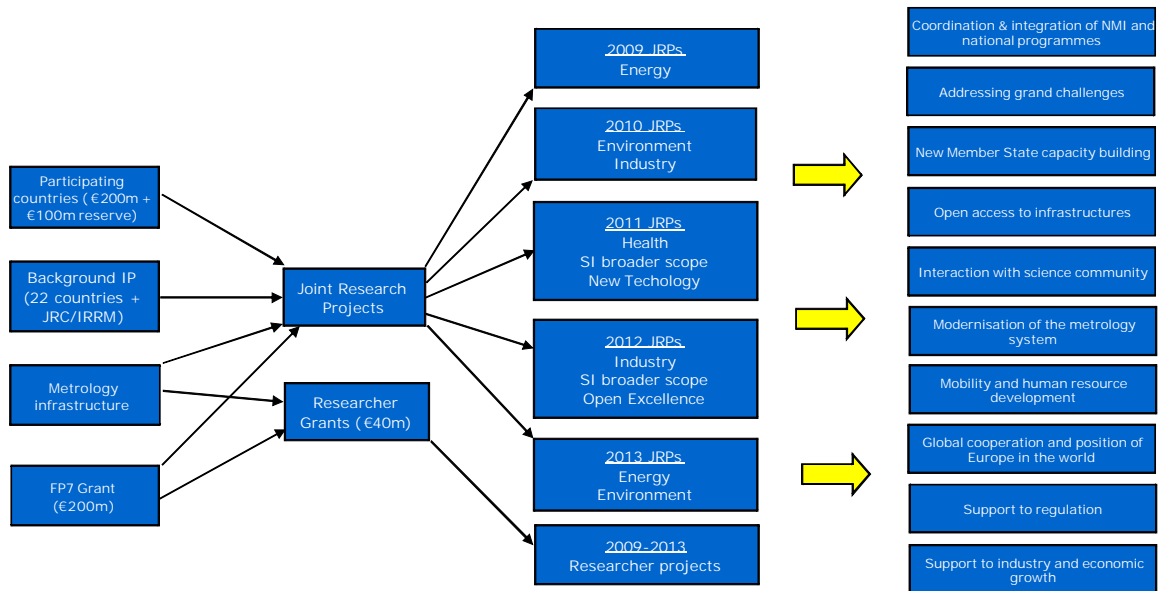 Participating
countries (€200m +
€100m reserve)
Background IP
(22 countries +
JRC/IRRM)
Metrology
infrastructure
FP7 Grant
(€200m)
Joint Research
Projects
Researcher
Grants (€40m)
2009 JRPs
Energy
2010 JRPs
Environment
Industry
2011 JRPs
Health
SI broader scope
New Techology
2012 JRPs
Industry
SI broader scope
Open Excellence
2013 JRPs
Energy
Environment
2009-2013
Researcher projects
Coordination & integration of NMI and
national programmes
Addressing grand challenges
New Member State capacity building
Open access to infrastructures
Interaction with science community
Modernisation of the metrology
system
Mobility and human resource
development
Global cooperation and position of
Europe in the world
Support to regulation
Support to industry and economic
growth